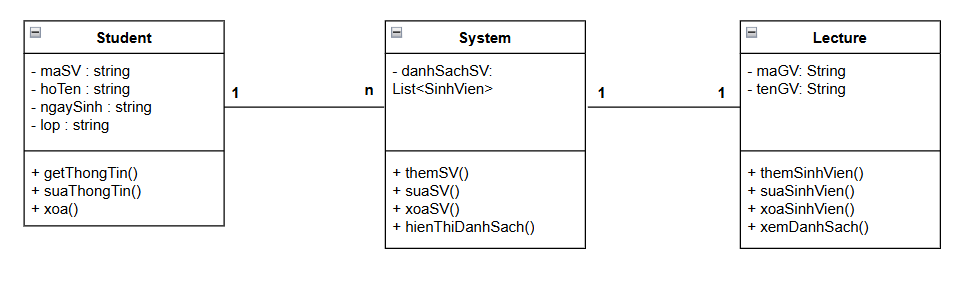 Student
- maSV : string
- hoTen : string
- ngaySinh : string
- lop : string
+ getThongTin()
+ suaThongTin()
+ xoa()
1
n
System
- danhSachSV:
List<SinhVien>
+ themSV()
+ suaSV()
+ xoaSV()
+ hienThiDanhSach()
1
1
Lecture
- maGV: String
- tenGV: String
+ themSinhVien()
+ suaSinhVien()
+ xoaSinhVien()
+ xemDanhSach()